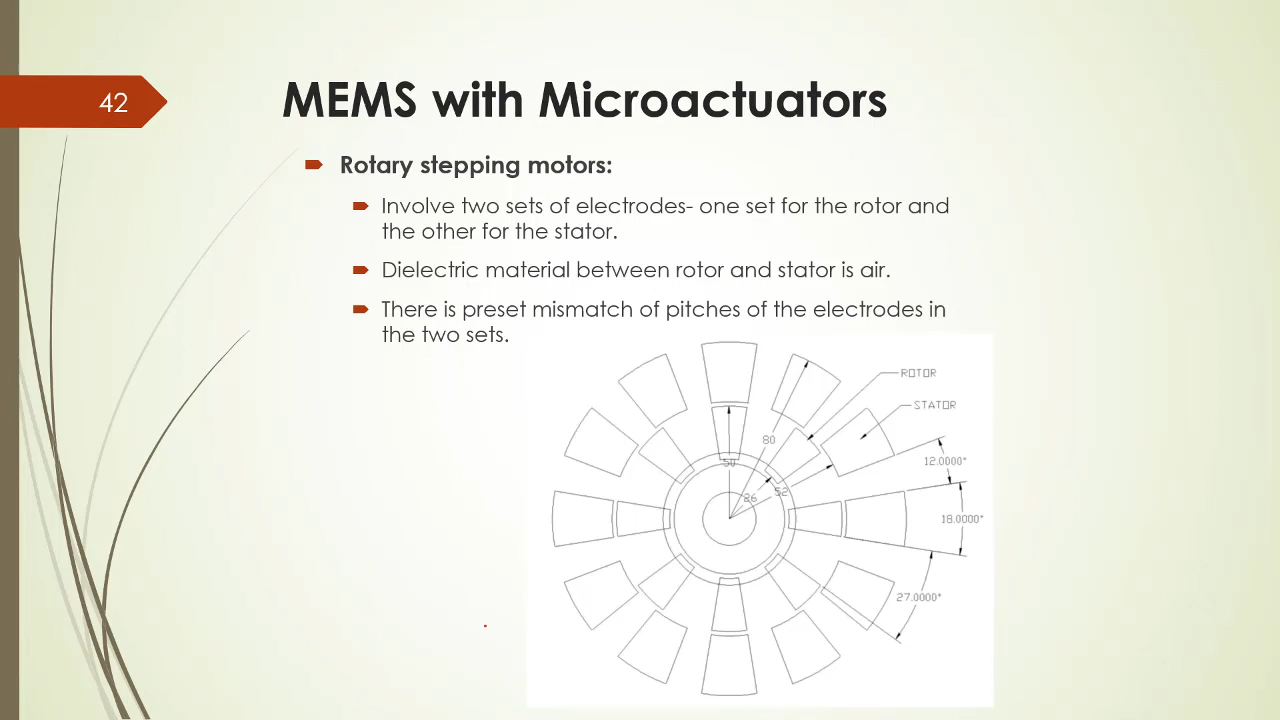 42
MEMS with Microactuators
Rotary stepping motors:
Involve two sets of electrodes- one set for the rotor and
the other for the stator.
Dielectric material between rotor and stator is air.
There is preset mismatch of pitches of the electrodes in
the two sets.
ROTOR
STATOR
80
12.0000°
50
26
52
18.0000°
27.0000°